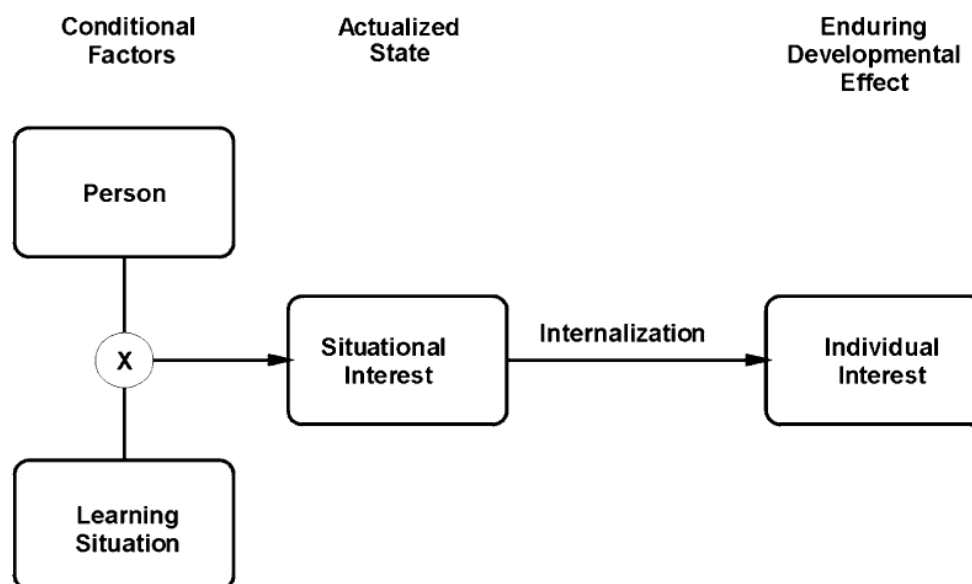 Conditional
Factors
Actualized
State
Enduring
Developmental
Effect
Person
X
Situational
Interest
Internalization
Individual
Interest
Learning
Situation